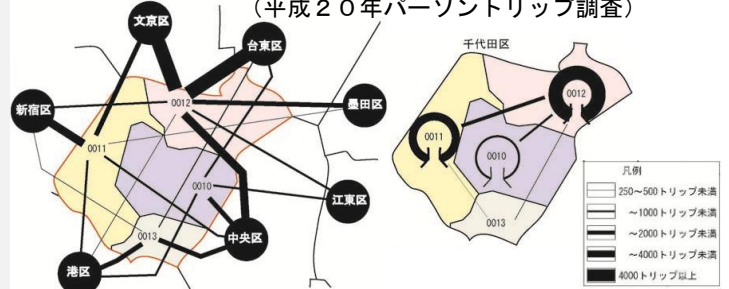 （平成２０年パーソントリップ調査）
文京区
台東区
新宿区
墨田区
江東区
中央区
港区
0012
0011
0010
0013
千代田区
0012
0011
0010
0013
凡例
250～500トリップ未満
～1000トリップ未満
～2000トリップ未満
～4000トリップ未満
4000トリップ以上